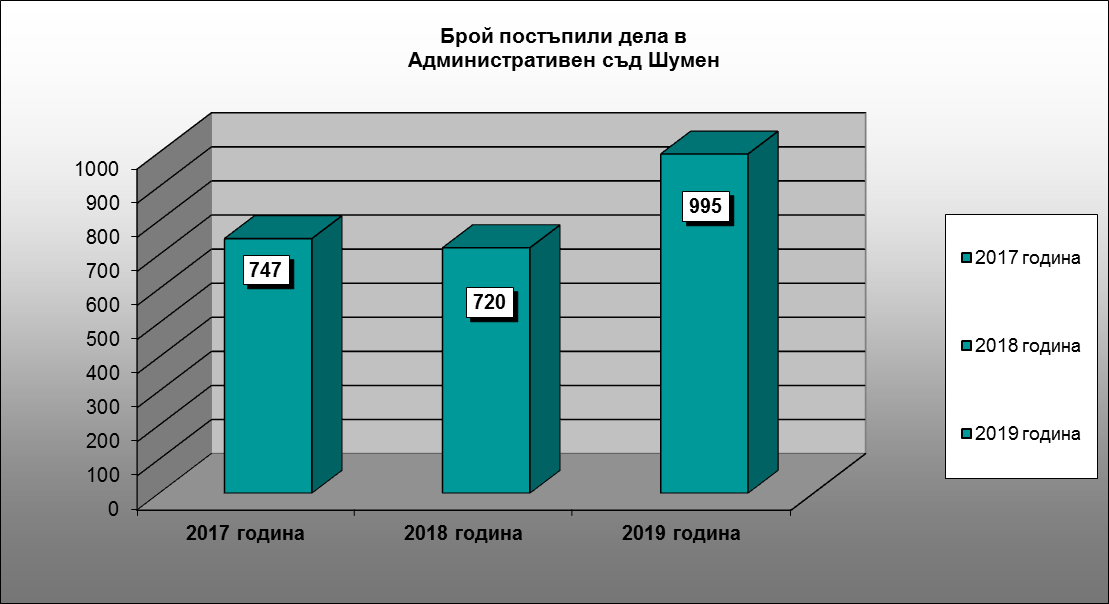 Брой постъпили дела в
Административен съд Шумен
1000
900
800
700
600
500
400
300
200
100
0
747
720
995
2017 година
2018 година
2019 година
2017 година
2018 година
2019 година